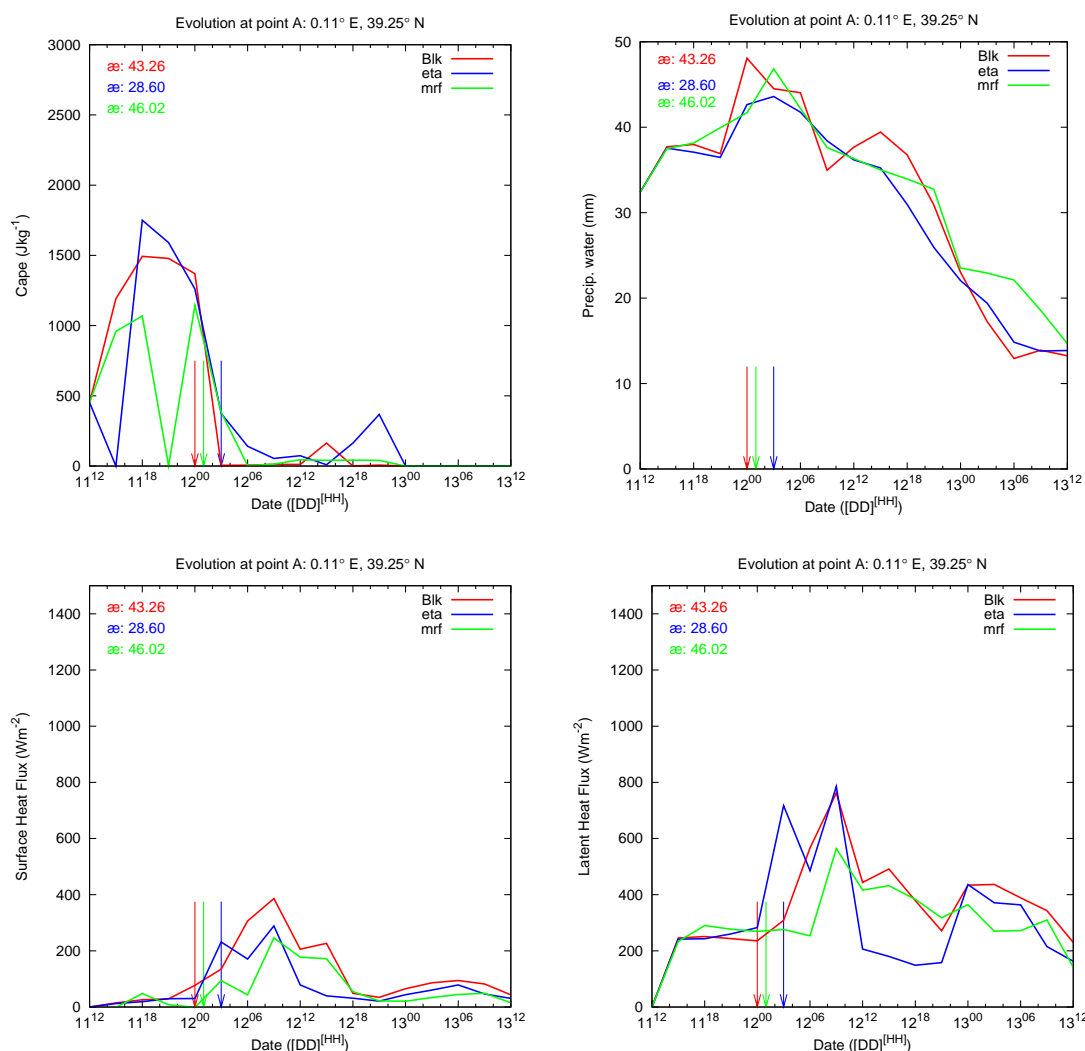 Evolution at point A: 0.11° E, 39.25° N
Cape (Jkg⁻¹)
3000
2500
2000
1500
1000
500
0
æ: 43.26
æ: 28.60
æ: 46.02
Blk
eta
mrf
11¹² 11¹⁸ 12⁰⁰ 12⁰⁶ 12¹² 12¹⁸ 13⁰⁰ 13⁰⁶ 13¹²
Date ([DD]^[HH])
Evolution at point A: 0.11° E, 39.25° N
Precip. water (mm)
50
40
30
20
10
0
æ: 43.26
æ: 28.60
æ: 46.02
Blk
eta
mrf
11¹² 11¹⁸ 12⁰⁰ 12⁰⁶ 12¹² 12¹⁸ 13⁰⁰ 13⁰⁶ 13¹²
Date ([DD]^[HH])
Evolution at point A: 0.11° E, 39.25° N
Surface Heat Flux (Wm⁻²)
1400
1200
1000
800
600
400
200
0
æ: 43.26
æ: 28.60
æ: 46.02
Blk
eta
mrf
11¹² 11¹⁸ 12⁰⁰ 12⁰⁶ 12¹² 12¹⁸ 13⁰⁰ 13⁰⁶ 13¹²
Date ([DD]^[HH])
Evolution at point A: 0.11° E, 39.25° N
Latent Heat Flux (Wm⁻²)
1400
1200
1000
800
600
400
200
0
æ: 43.26
æ: 28.60
æ: 46.02
Blk
eta
mrf
11¹² 11¹⁸ 12⁰⁰ 12⁰⁶ 12¹² 12¹⁸ 13⁰⁰ 13⁰⁶ 13¹²
Date ([DD]^[HH])